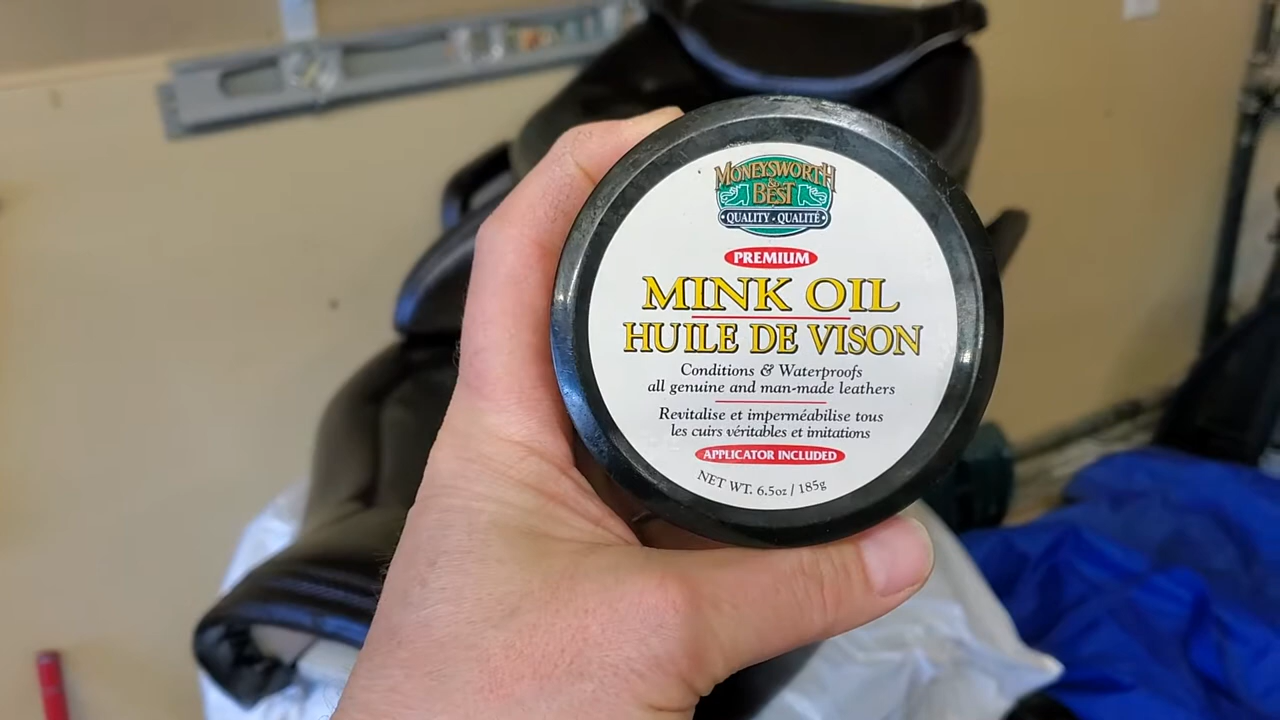 MONEYSWORTH
&
BEST
QUALITY • QUALITÉ
PREMIUM
MINK OIL
HUILE DE VISON
Conditions & Waterproofs
all genuine and man-made leathers
Revitalise et imperméabilise tous
les cuirs véritables et imitations
APPLICATOR INCLUDED
NET WT. 6.5oz / 185g